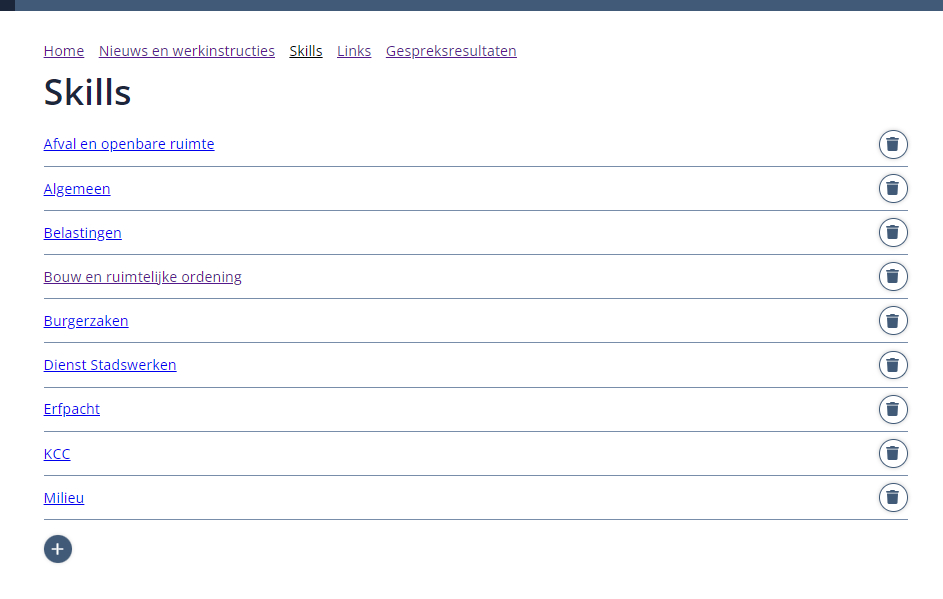 Home Nieuws en werkinstructies Skills Links Gespreksresultaten
Skills
Afval en openbare ruimte
Algemeen
Belastingen
Bouw en ruimtelijke ordening
Burgerzaken
Dienst Stadswerken
Erfpacht
KCC
Milieu